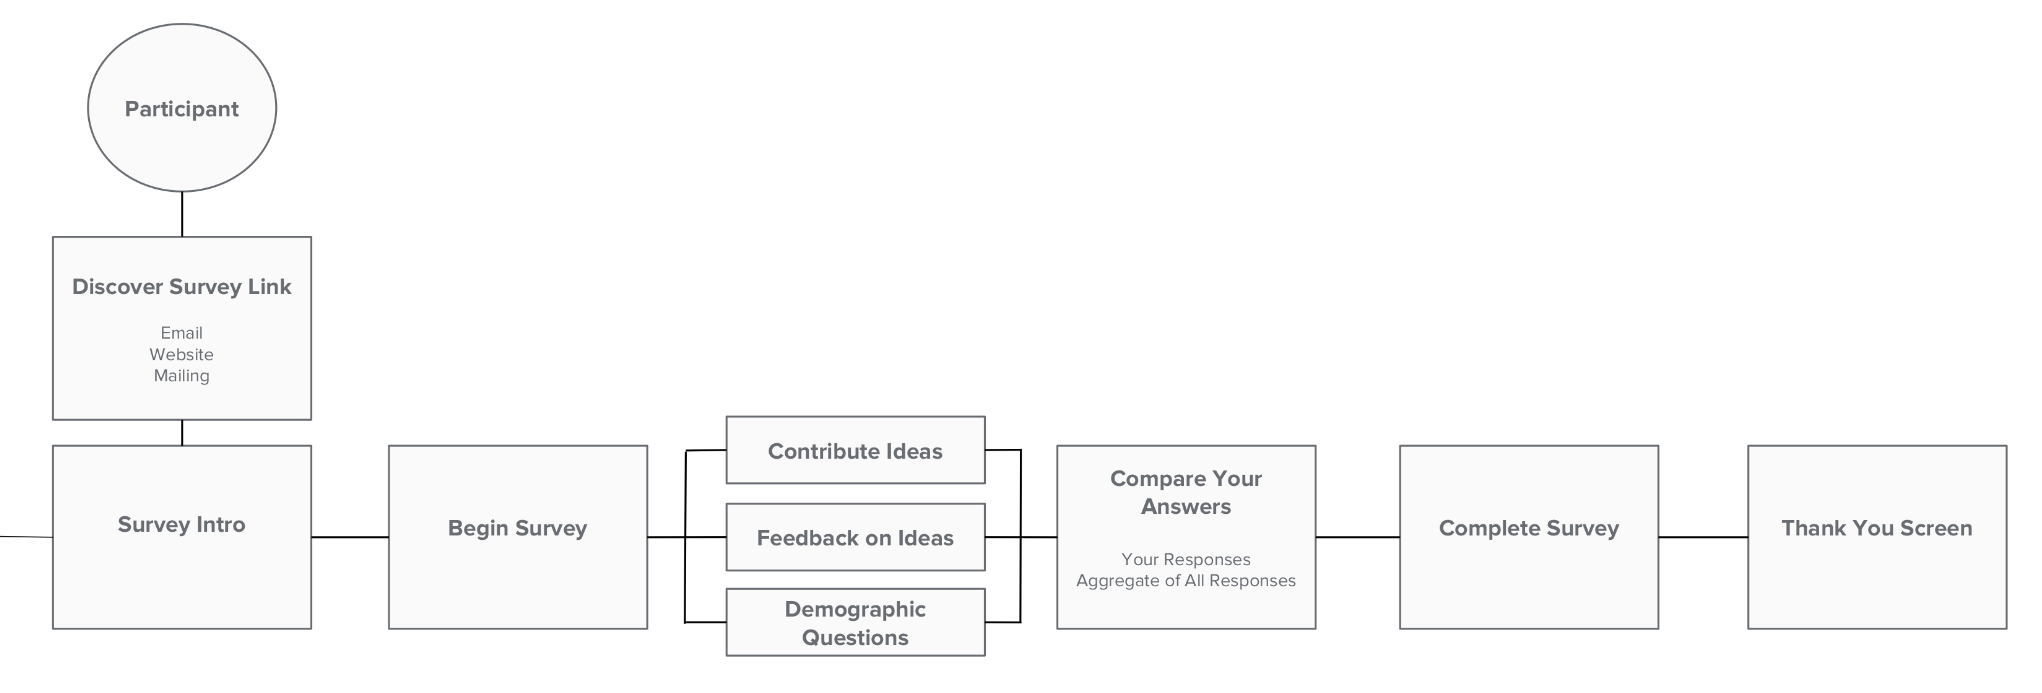 Participant
Discover Survey Link
Email
Website
Mailing
Survey Intro
Begin Survey
Contribute Ideas
Feedback on Ideas
Demographic
Questions
Compare Your
Answers
Your Responses
Aggregate of All Responses
Complete Survey
Thank You Screen